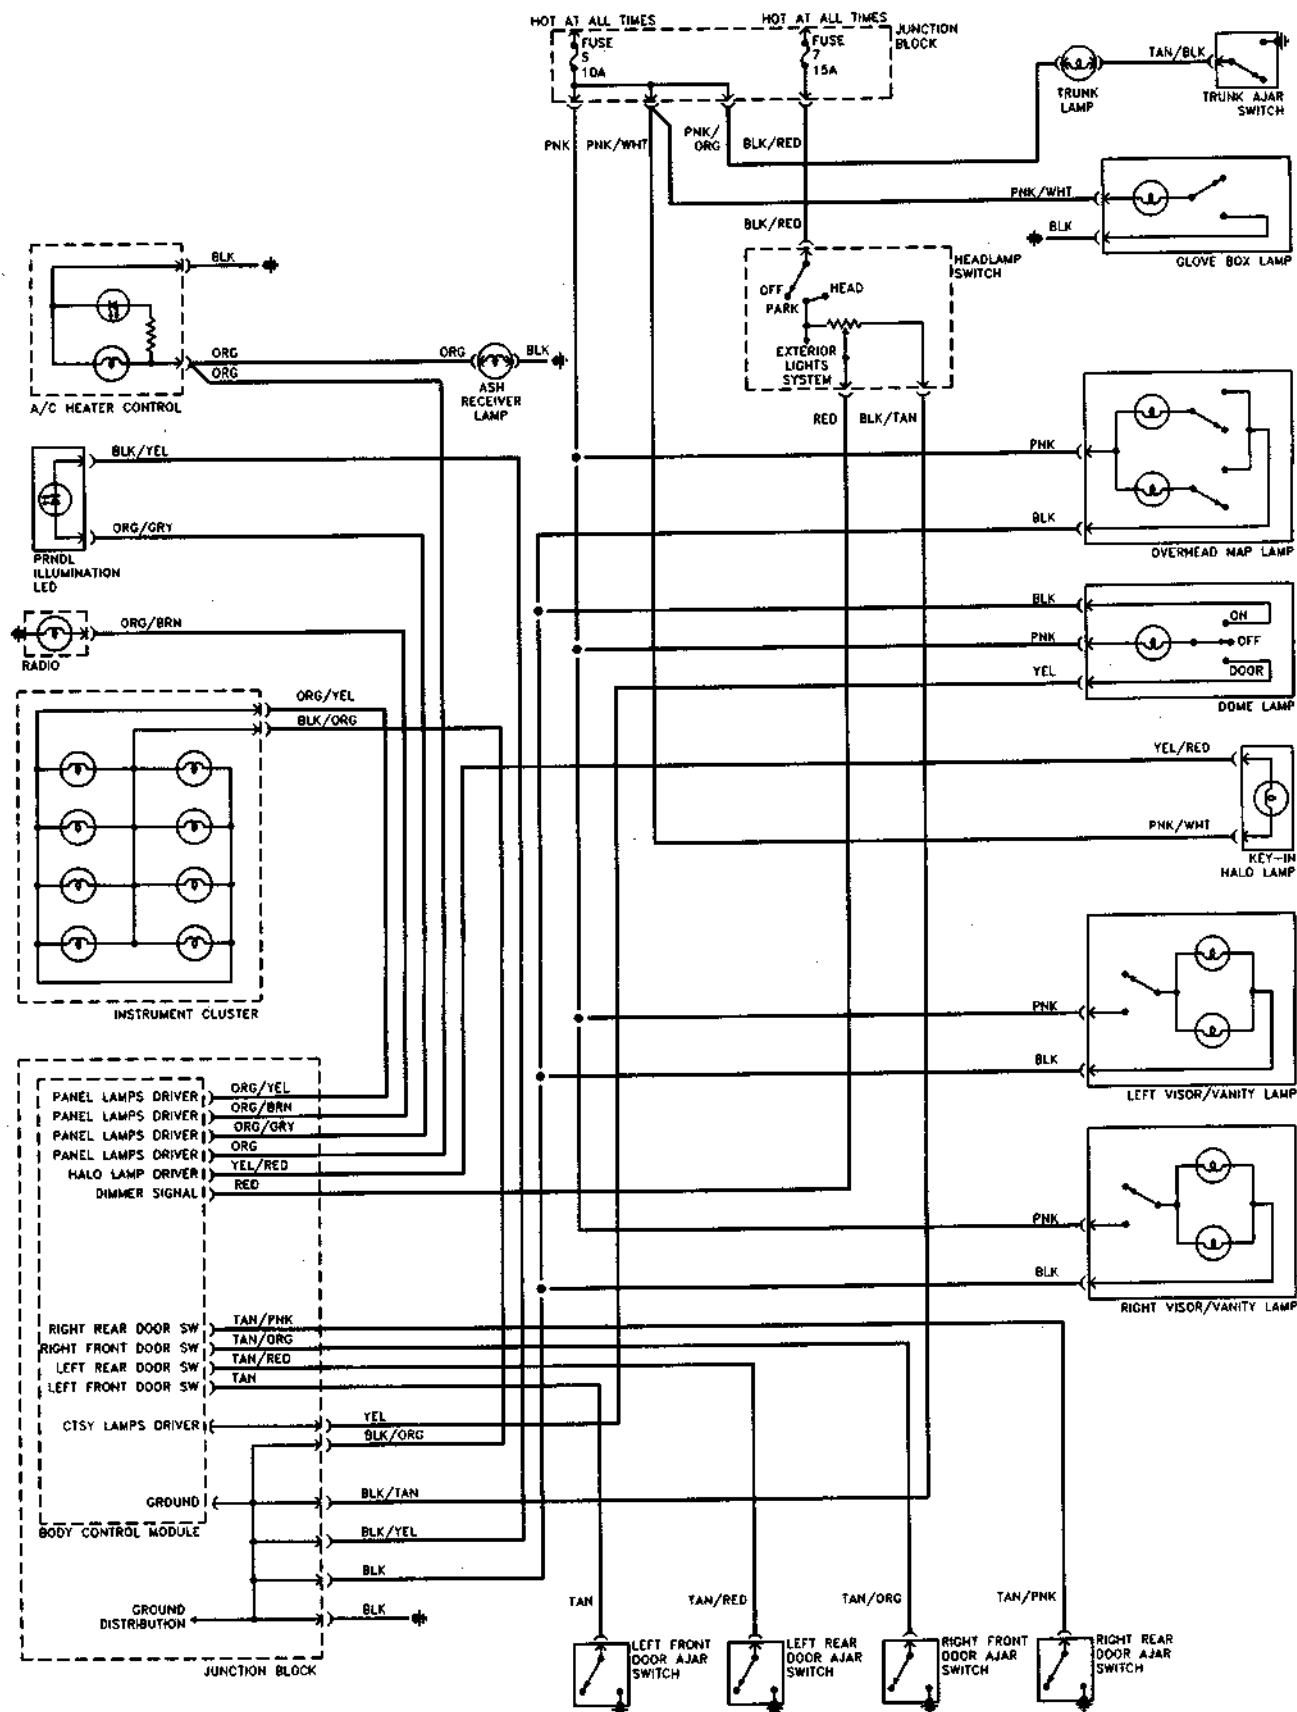 HOT AT ALL TIMES
HOT AT ALL TIMES
FUSE
5
10A
FUSE
7
15A
JUNCTION
BLOCK
TAN/BLK
TRUNK
LAMP
TRUNK AJAR
SWITCH
PNK
PNK/WHT
PNK/
ORG
BLK/RED
PNK/WHT
BLK
GLOVE BOX LAMP
BLK/RED
HEADLAMP
SWITCH
OFF
PARK
HEAD
EXTERIOR
LIGHTS
SYSTEM
RED
BLK/TAN
BLK
ORG
ORG
ORG
BLK
ASH
RECEIVER
LAMP
A/C HEATER CONTROL
BLK/YEL
ORG/GRY
PRNDL
ILLUMINATION
LED
PNK
BLK
OVERHEAD MAP LAMP
ORG/BRN
RADIO
BLK
PNK
YEL
ON
OFF
DOOR
DOME LAMP
ORG/YEL
BLK/ORG
INSTRUMENT CLUSTER
YEL/RED
PNK/WHT
KEY-IN
HALO LAMP
PNK
BLK
LEFT VISOR/VANITY LAMP
PNK
BLK
RIGHT VISOR/VANITY LAMP
PANEL LAMPS DRIVER
ORG/YEL
PANEL LAMPS DRIVER
ORG/BRN
PANEL LAMPS DRIVER
ORG/GRY
PANEL LAMPS DRIVER
ORG
HALO LAMP DRIVER
YEL/RED
DIMMER SIGNAL
RED
RIGHT REAR DOOR SW
TAN/PNK
RIGHT FRONT DOOR SW
TAN/ORG
LEFT REAR DOOR SW
TAN/RED
LEFT FRONT DOOR SW
TAN
CTSY LAMPS DRIVER
YEL
BLK/ORG
GROUND
BLK/TAN
BODY CONTROL MODULE
BLK/YEL
BLK
GROUND
DISTRIBUTION
BLK
JUNCTION BLOCK
TAN
TAN/RED
TAN/ORG
TAN/PNK
LEFT FRONT
DOOR AJAR
SWITCH
LEFT REAR
DOOR AJAR
SWITCH
RIGHT FRONT
DOOR AJAR
SWITCH
RIGHT REAR
DOOR AJAR
SWITCH